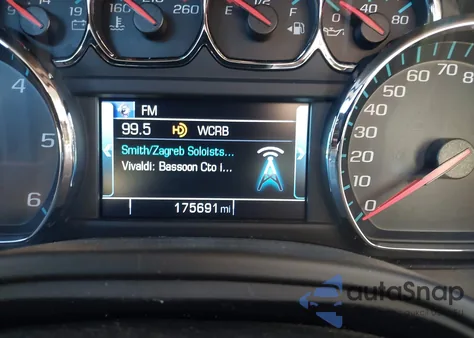 19
160
260
E
1/2
F
40
80
4
5
6
FM
99.5 HD WCRB
Smith/Zagreb Soloists...
Vivaldi: Bassoon Cto i...
175691 mi
80
70
60
50
40
30
20
10
0
autoSnap